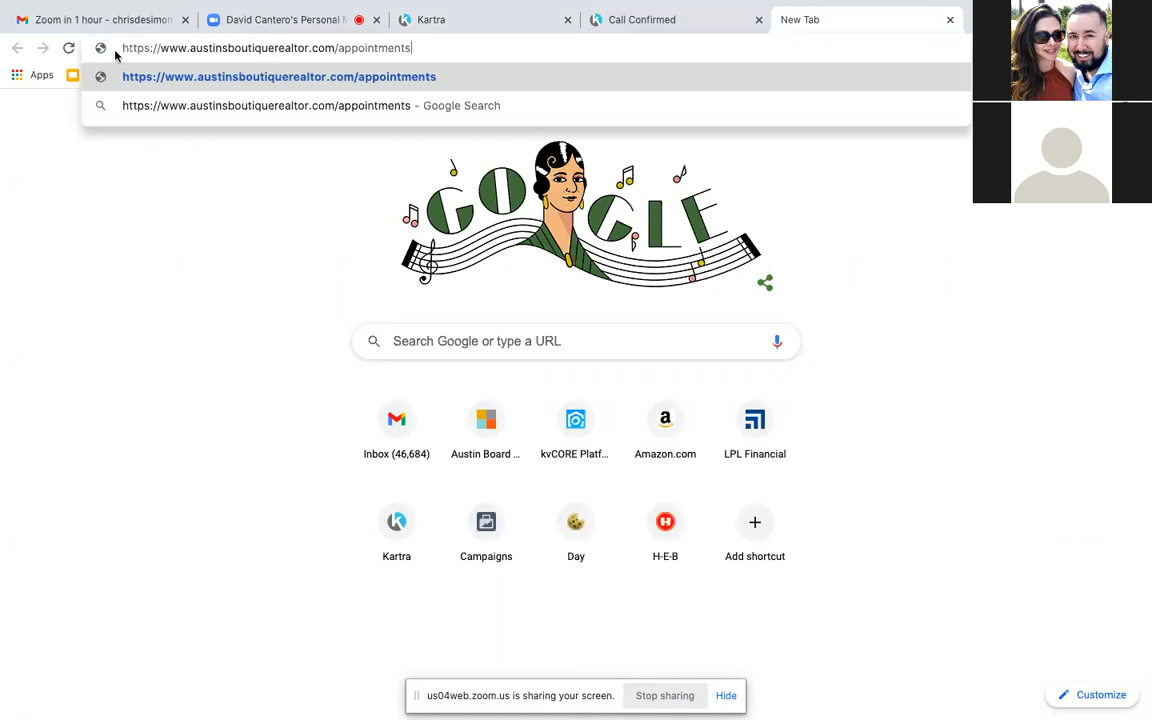 Zoom in 1 hour - chrisdesimon
David Cantero's Personal M
Kartra
Call Confirmed
New Tab
https://www.austinsboutiquerealtor.com/appointments
Apps
https://www.austinsboutiquerealtor.com/appointments
https://www.austinsboutiquerealtor.com/appointments - Google Search
GOOGLE
Search Google or type a URL
Inbox (46,684)
Austin Board ...
kvCORE Platf...
Amazon.com
LPL Financial
Kartra
Campaigns
Day
H-E-B
Add shortcut
us04web.zoom.us is sharing your screen.
Stop sharing
Hide
Customize